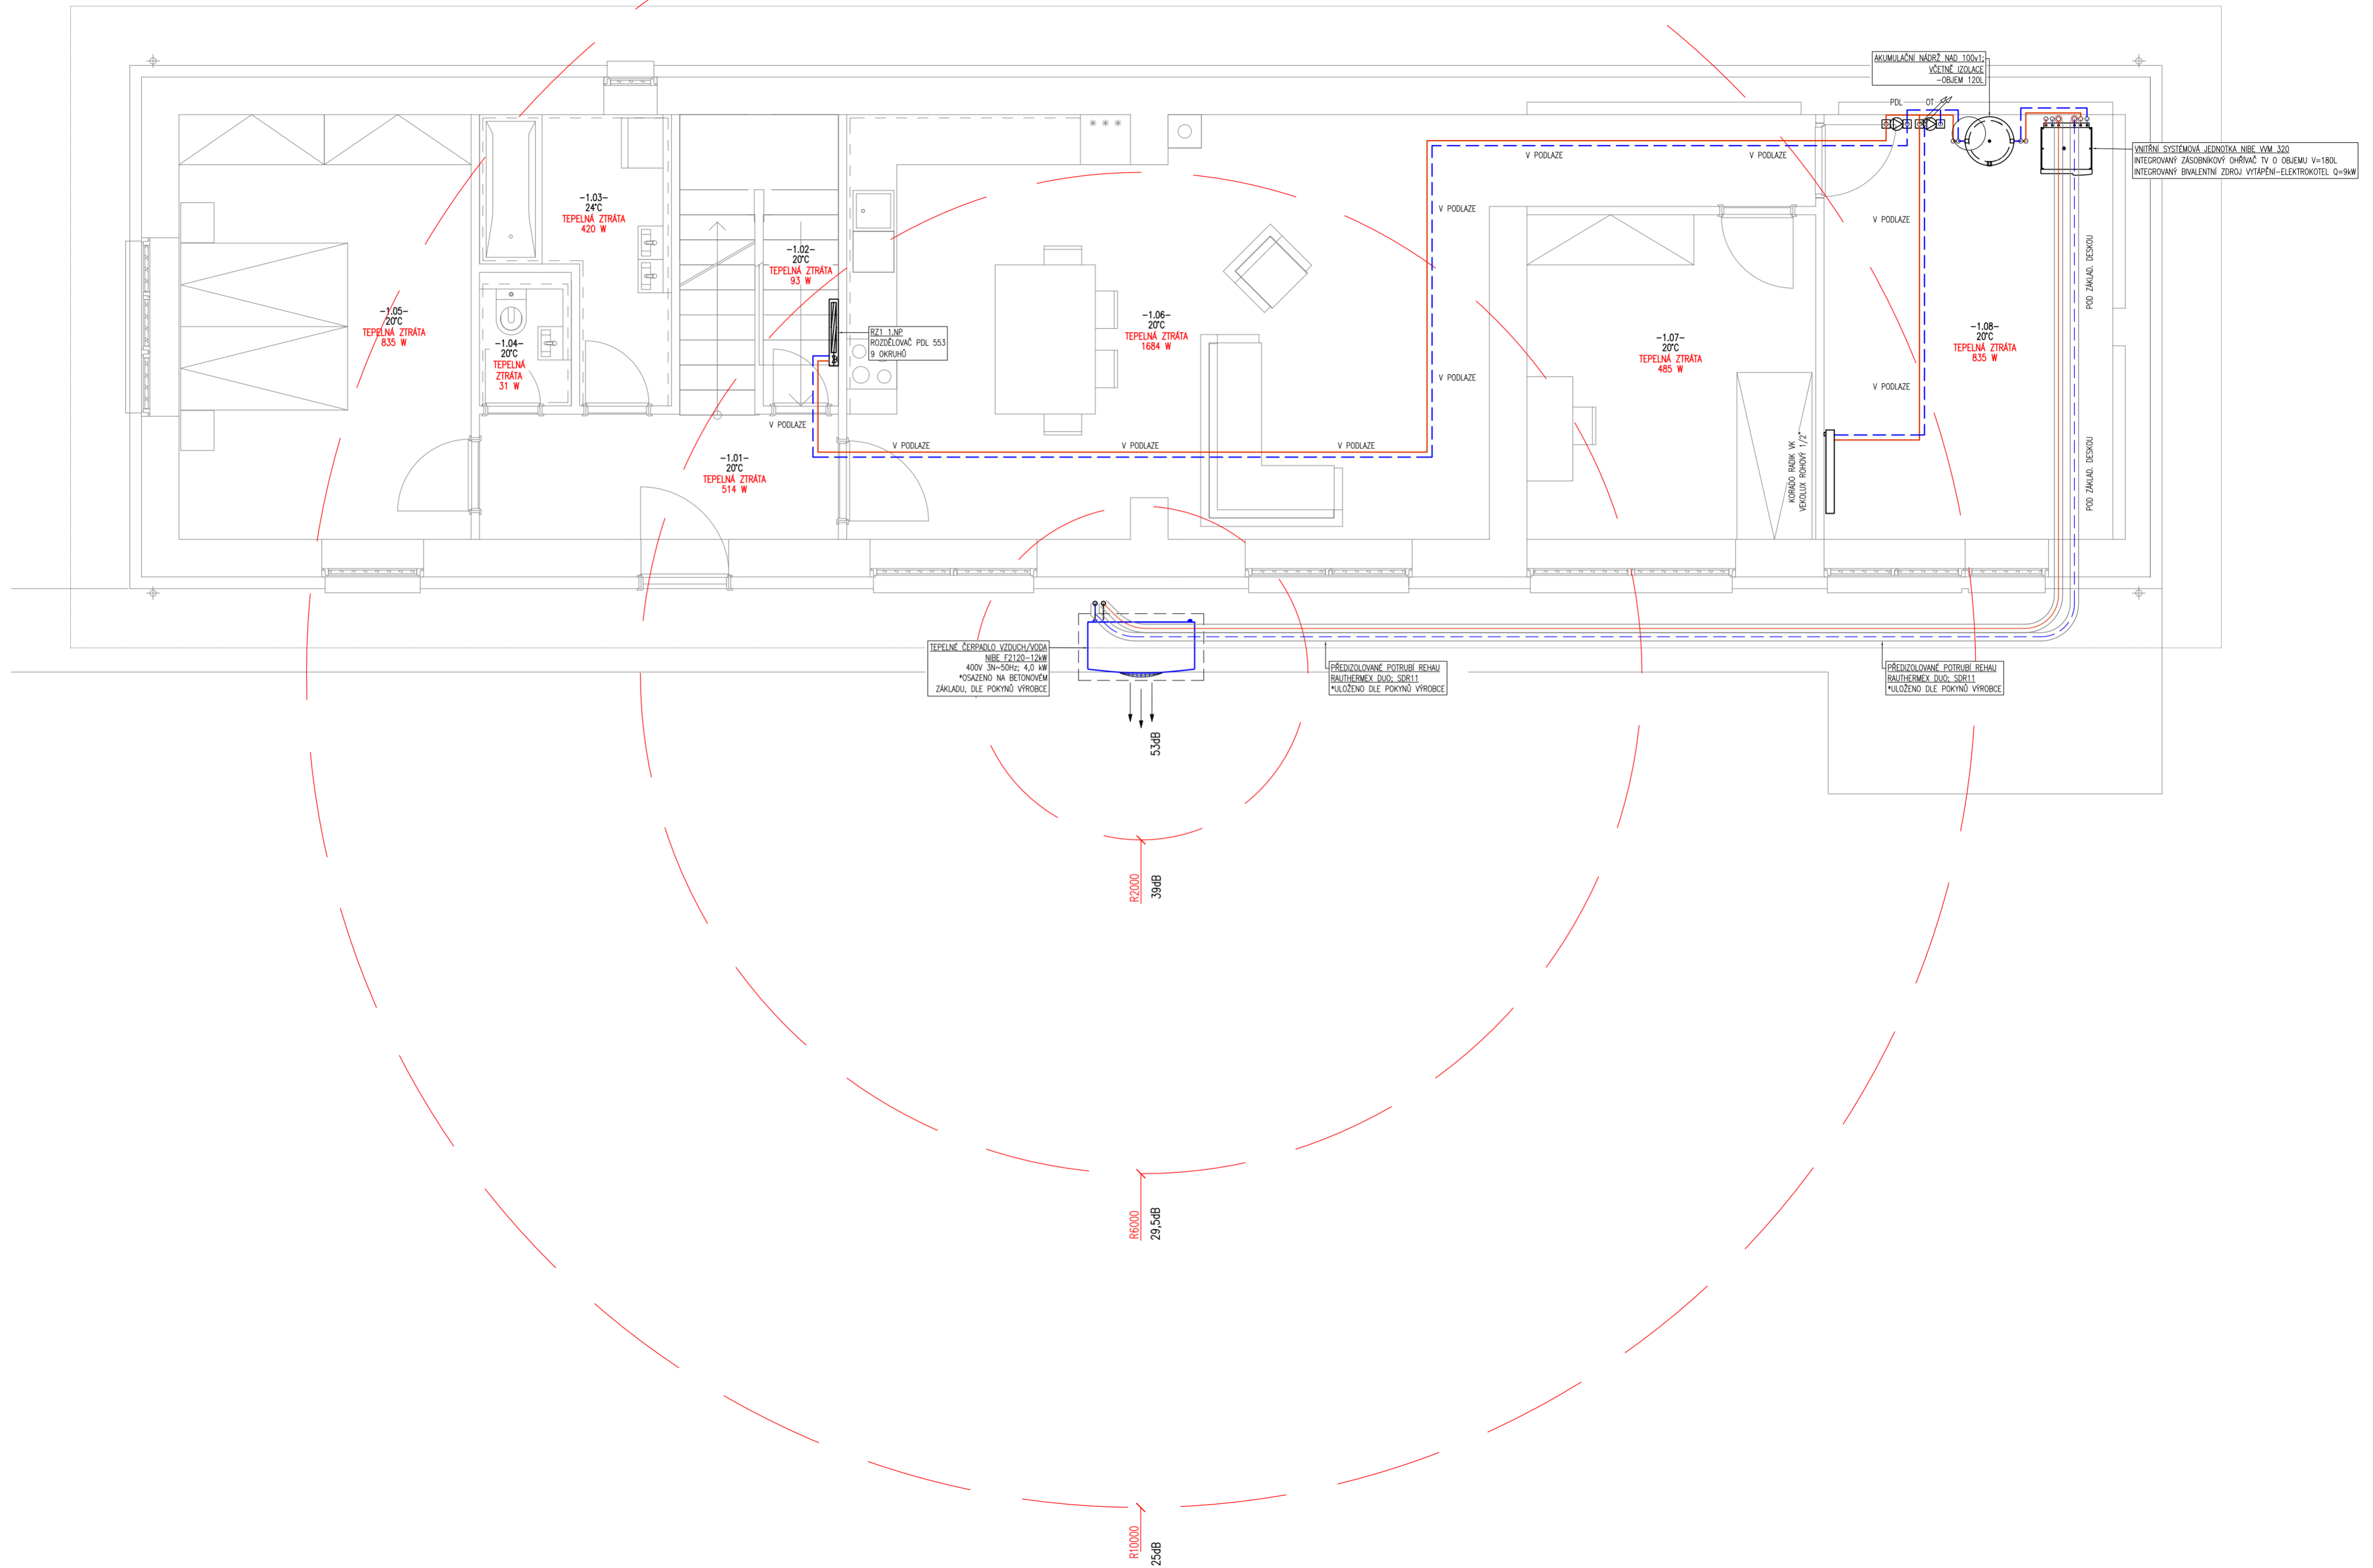 AKUMULAČNÍ NÁDRŽ NAD 100v1;
VČETNĚ IZOLACE
-OBJEM 120L
PDL
OT
VNITŘNÍ SYSTÉMOVÁ JEDNOTKA NIBE VVM 320
INTEGROVANÝ ZÁSOBNÍKOVÝ OHŘÍVAČ TV O OBJEMU V=180L
INTEGROVANÝ BIVALENTNÍ ZDROJ VYTÁPĚNÍ-ELEKTROKOTEL Q=9kW
V PODLAZE
V PODLAZE
V PODLAZE
V PODLAZE
-1.03-
24°C
TEPELNÁ ZTRÁTA
420 W
-1.02-
20°C
TEPELNÁ ZTRÁTA
93 W
-1.05-
20°C
TEPELNÁ ZTRÁTA
835 W
-1.04-
20°C
TEPELNÁ
ZTRÁTA
31 W
RZ1 1.NP
ROZDĚLOVAČ PDL 553
9 OKRUHŮ
-1.06-
20°C
TEPELNÁ ZTRÁTA
1684 W
-1.07-
20°C
TEPELNÁ ZTRÁTA
485 W
-1.08-
20°C
TEPELNÁ ZTRÁTA
835 W
POD ZÁKLAD. DESKOU
V PODLAZE
V PODLAZE
V PODLAZE
V PODLAZE
V PODLAZE
V PODLAZE
KORADO RADIK VK
VEKOLUX ROHOVÝ 1/2"
POD ZÁKLAD. DESKOU
-1.01-
20°C
TEPELNÁ ZTRÁTA
514 W
TEPELNÉ ČERPADLO VZDUCH/VODA
NIBE F2120-12kW
400V 3N~50Hz; 4,0 kW
*OSAZENO NA BETONOVÉM
ZÁKLADU, DLE POKYNŮ VÝROBCE
PŘEDIZOLOVANÉ POTRUBÍ REHAU
RAUTHERMEX DUO; SDR11
*ULOŽENO DLE POKYNŮ VÝROBCE
PŘEDIZOLOVANÉ POTRUBÍ REHAU
RAUTHERMEX DUO; SDR11
*ULOŽENO DLE POKYNŮ VÝROBCE
53dB
R2000
39dB
R6000
29,5dB
R10000
25dB